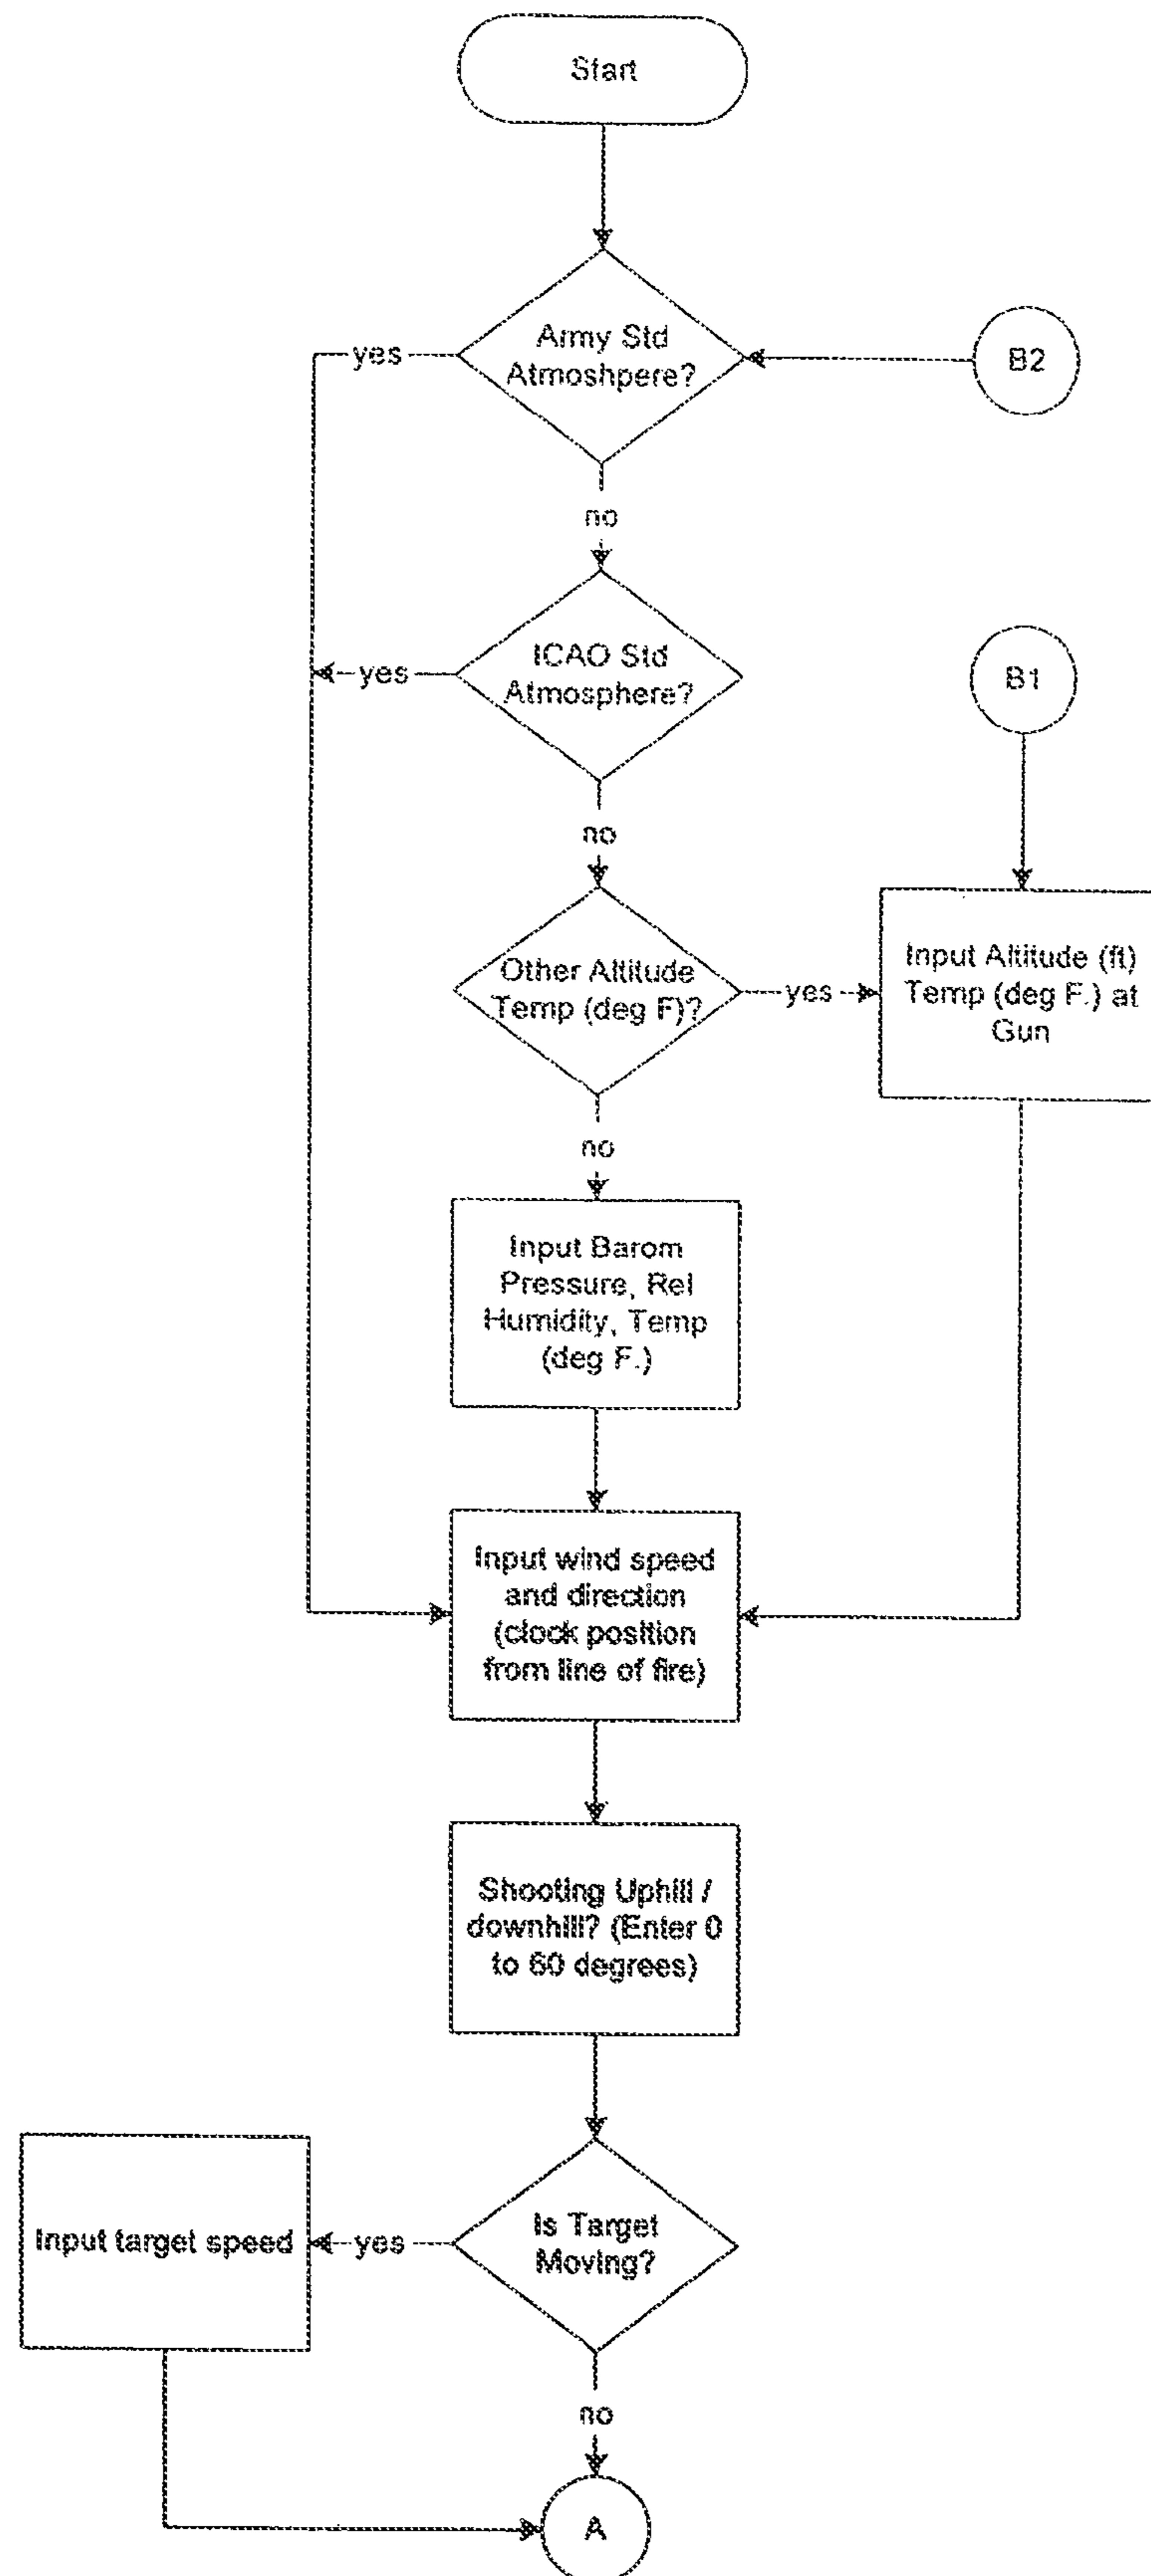 Start
Army Std
Atmoshpere?
yes
B2
no
ICAO Std
Atmosphere?
yes
B1
no
Other Altitude
Temp (deg F)?
yes
Input Altitude (ft)
Temp (deg F.) at
Gun
no
Input Barom
Pressure, Rel
Humidity, Temp
(deg F.)
Input wind speed
and direction
(clock position
from line of fire)
Shooting Uphill /
downhill? (Enter 0
to 60 degrees)
Is Target
Moving?
yes
Input target speed
no
A